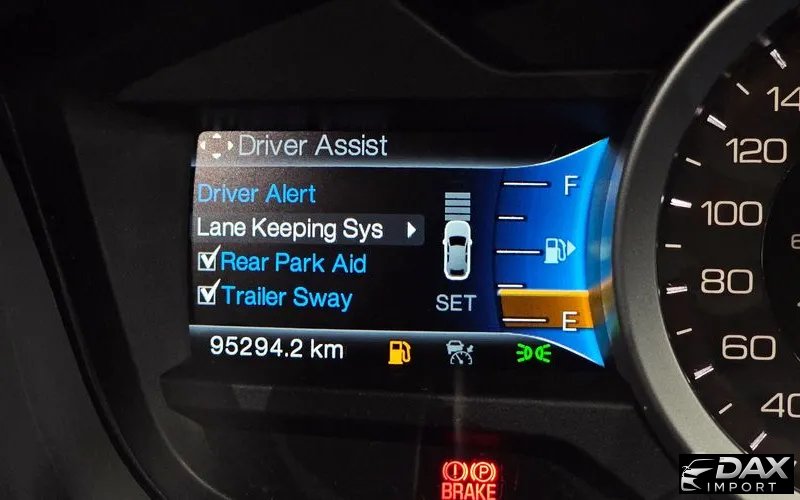 Driver Assist
Driver Alert
Lane Keeping Sys
Rear Park Aid
Trailer Sway
SET
F
E
95294.2 km
14
120
100
80
60
40
BRAKE
P
DAX
IMPORT